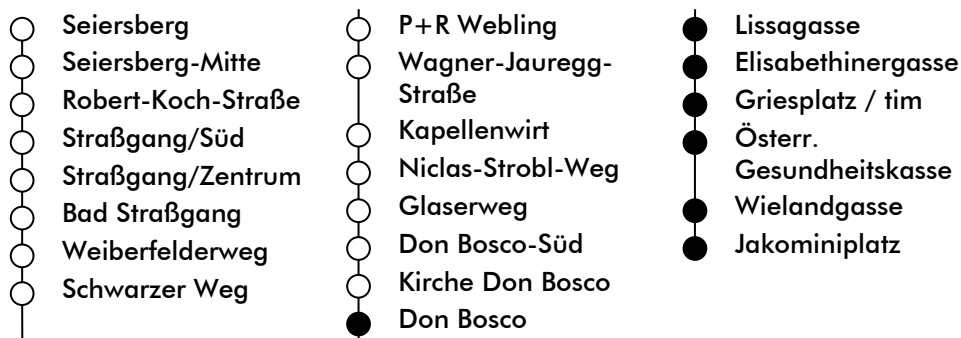 Seiersberg
Seiersberg-Mitte
Robert-Koch-Straße
Straßgang/Süd
Straßgang/Zentrum
Bad Straßgang
Weiberfelderweg
Schwarzer Weg
P+R Webling
Wagner-Jauregg-
Straße
Kapellenwirt
Niclas-Strobl-Weg
Glaserweg
Don Bosco-Süd
Kirche Don Bosco
Don Bosco
Lissagasse
Elisabethinergasse
Griesplatz / tim
Österr.
Gesundheitskasse
Wielandgasse
Jakominiplatz